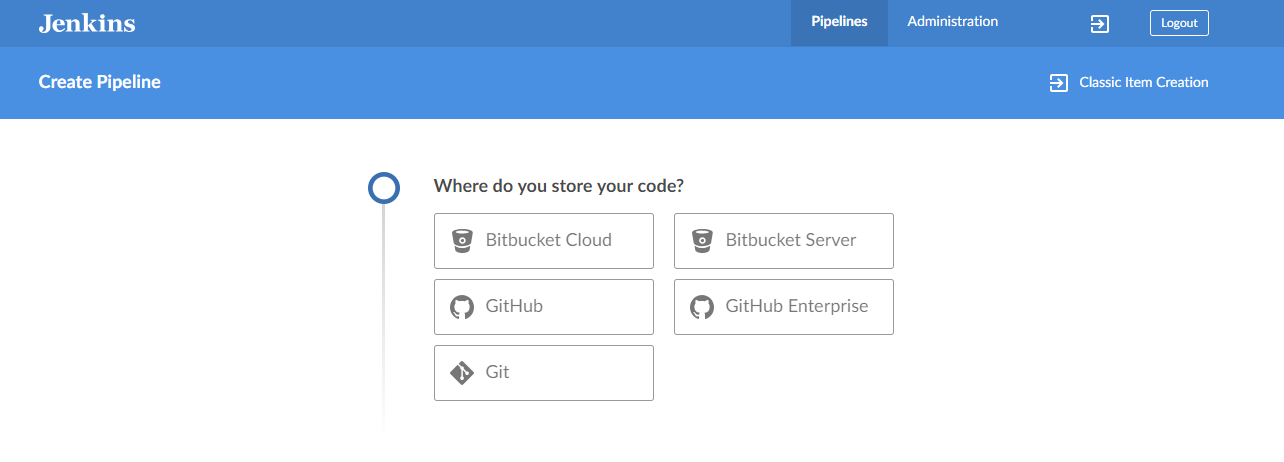 Jenkins
Pipelines
Administration
Logout
Create Pipeline
Classic Item Creation
Where do you store your code?
Bitbucket Cloud
Bitbucket Server
GitHub
GitHub Enterprise
Git